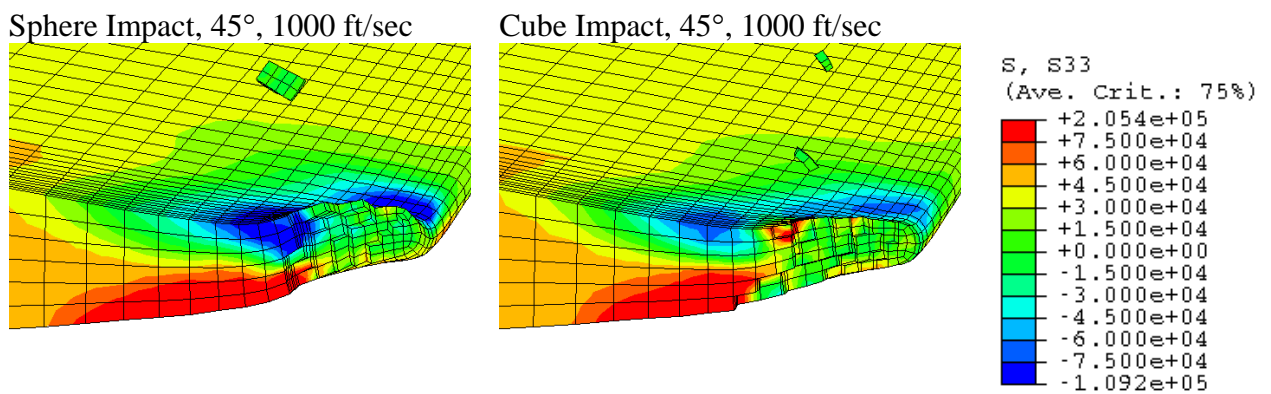 Sphere Impact, 45°, 1000 ft/sec
Cube Impact, 45°, 1000 ft/sec
S, S33
(Ave. Crit.: 75%)
+2.054e+05
+7.500e+04
+6.000e+04
+4.500e+04
+3.000e+04
+1.500e+04
+0.000e+00
-1.500e+04
-3.000e+04
-4.500e+04
-6.000e+04
-7.500e+04
-1.092e+05